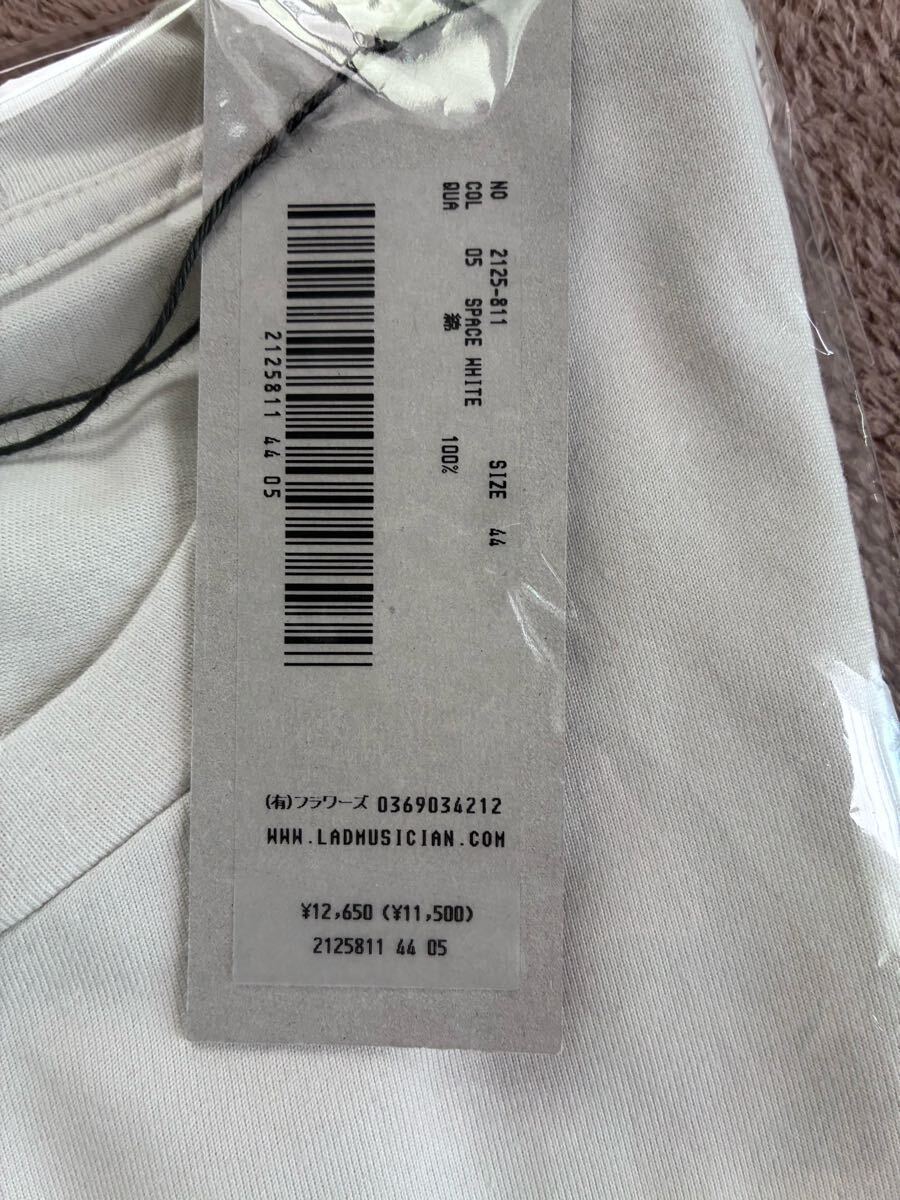 NO 2125-811 SIZE 44
COL 05 SPACE WHITE
QUA 綿 100%
2125811 44 05
(有)フラワーズ 0369034212
WWW.LADMUSICIAN.COM
¥12,650 (¥11,500)
2125811 44 05